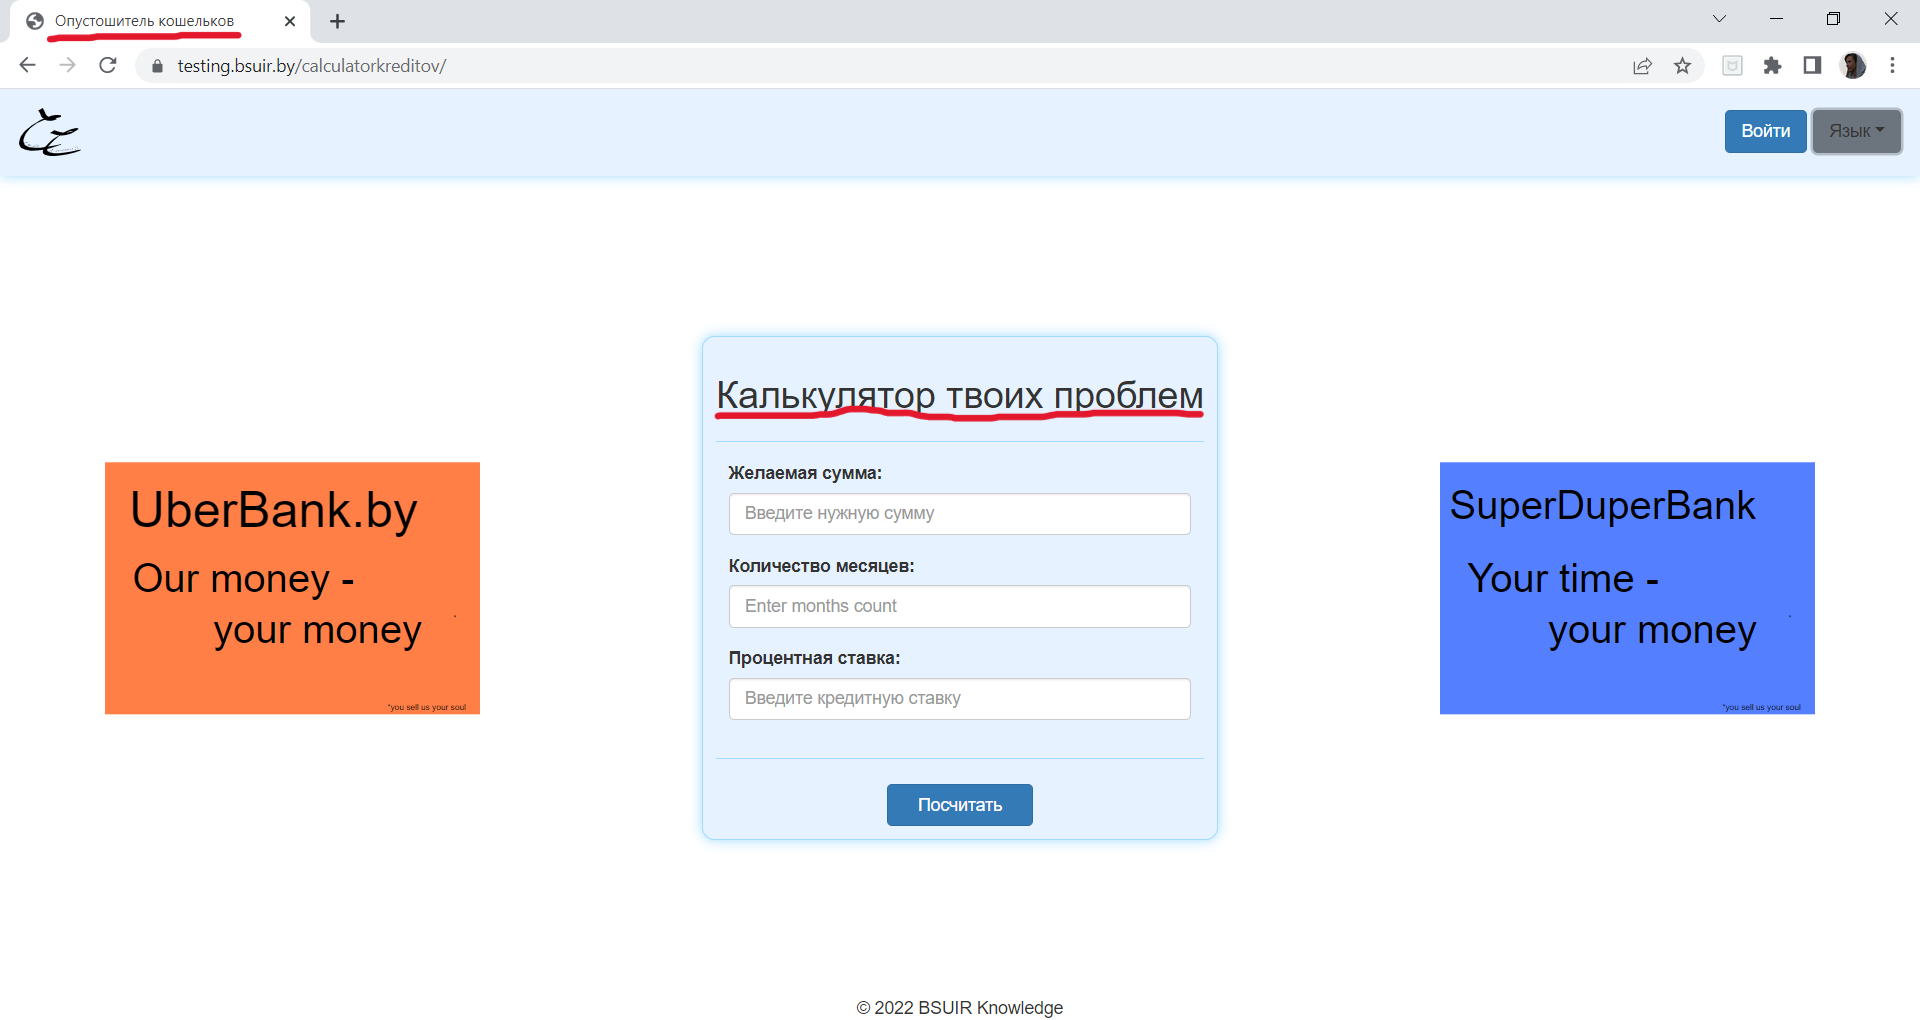 Опустошитель кошельков
testing.bsuir.by/calculatorkreditov/
Войти
Язык
Калькулятор твоих проблем
Желаемая сумма:
Введите нужную сумму
Количество месяцев:
Enter months count
Процентная ставка:
Введите кредитную ставку
Посчитать
UberBank.by
Our money -
your money
*you sell us your soul
SuperDuperBank
Your time -
your money
*you sell us your soul
© 2022 BSUIR Knowledge